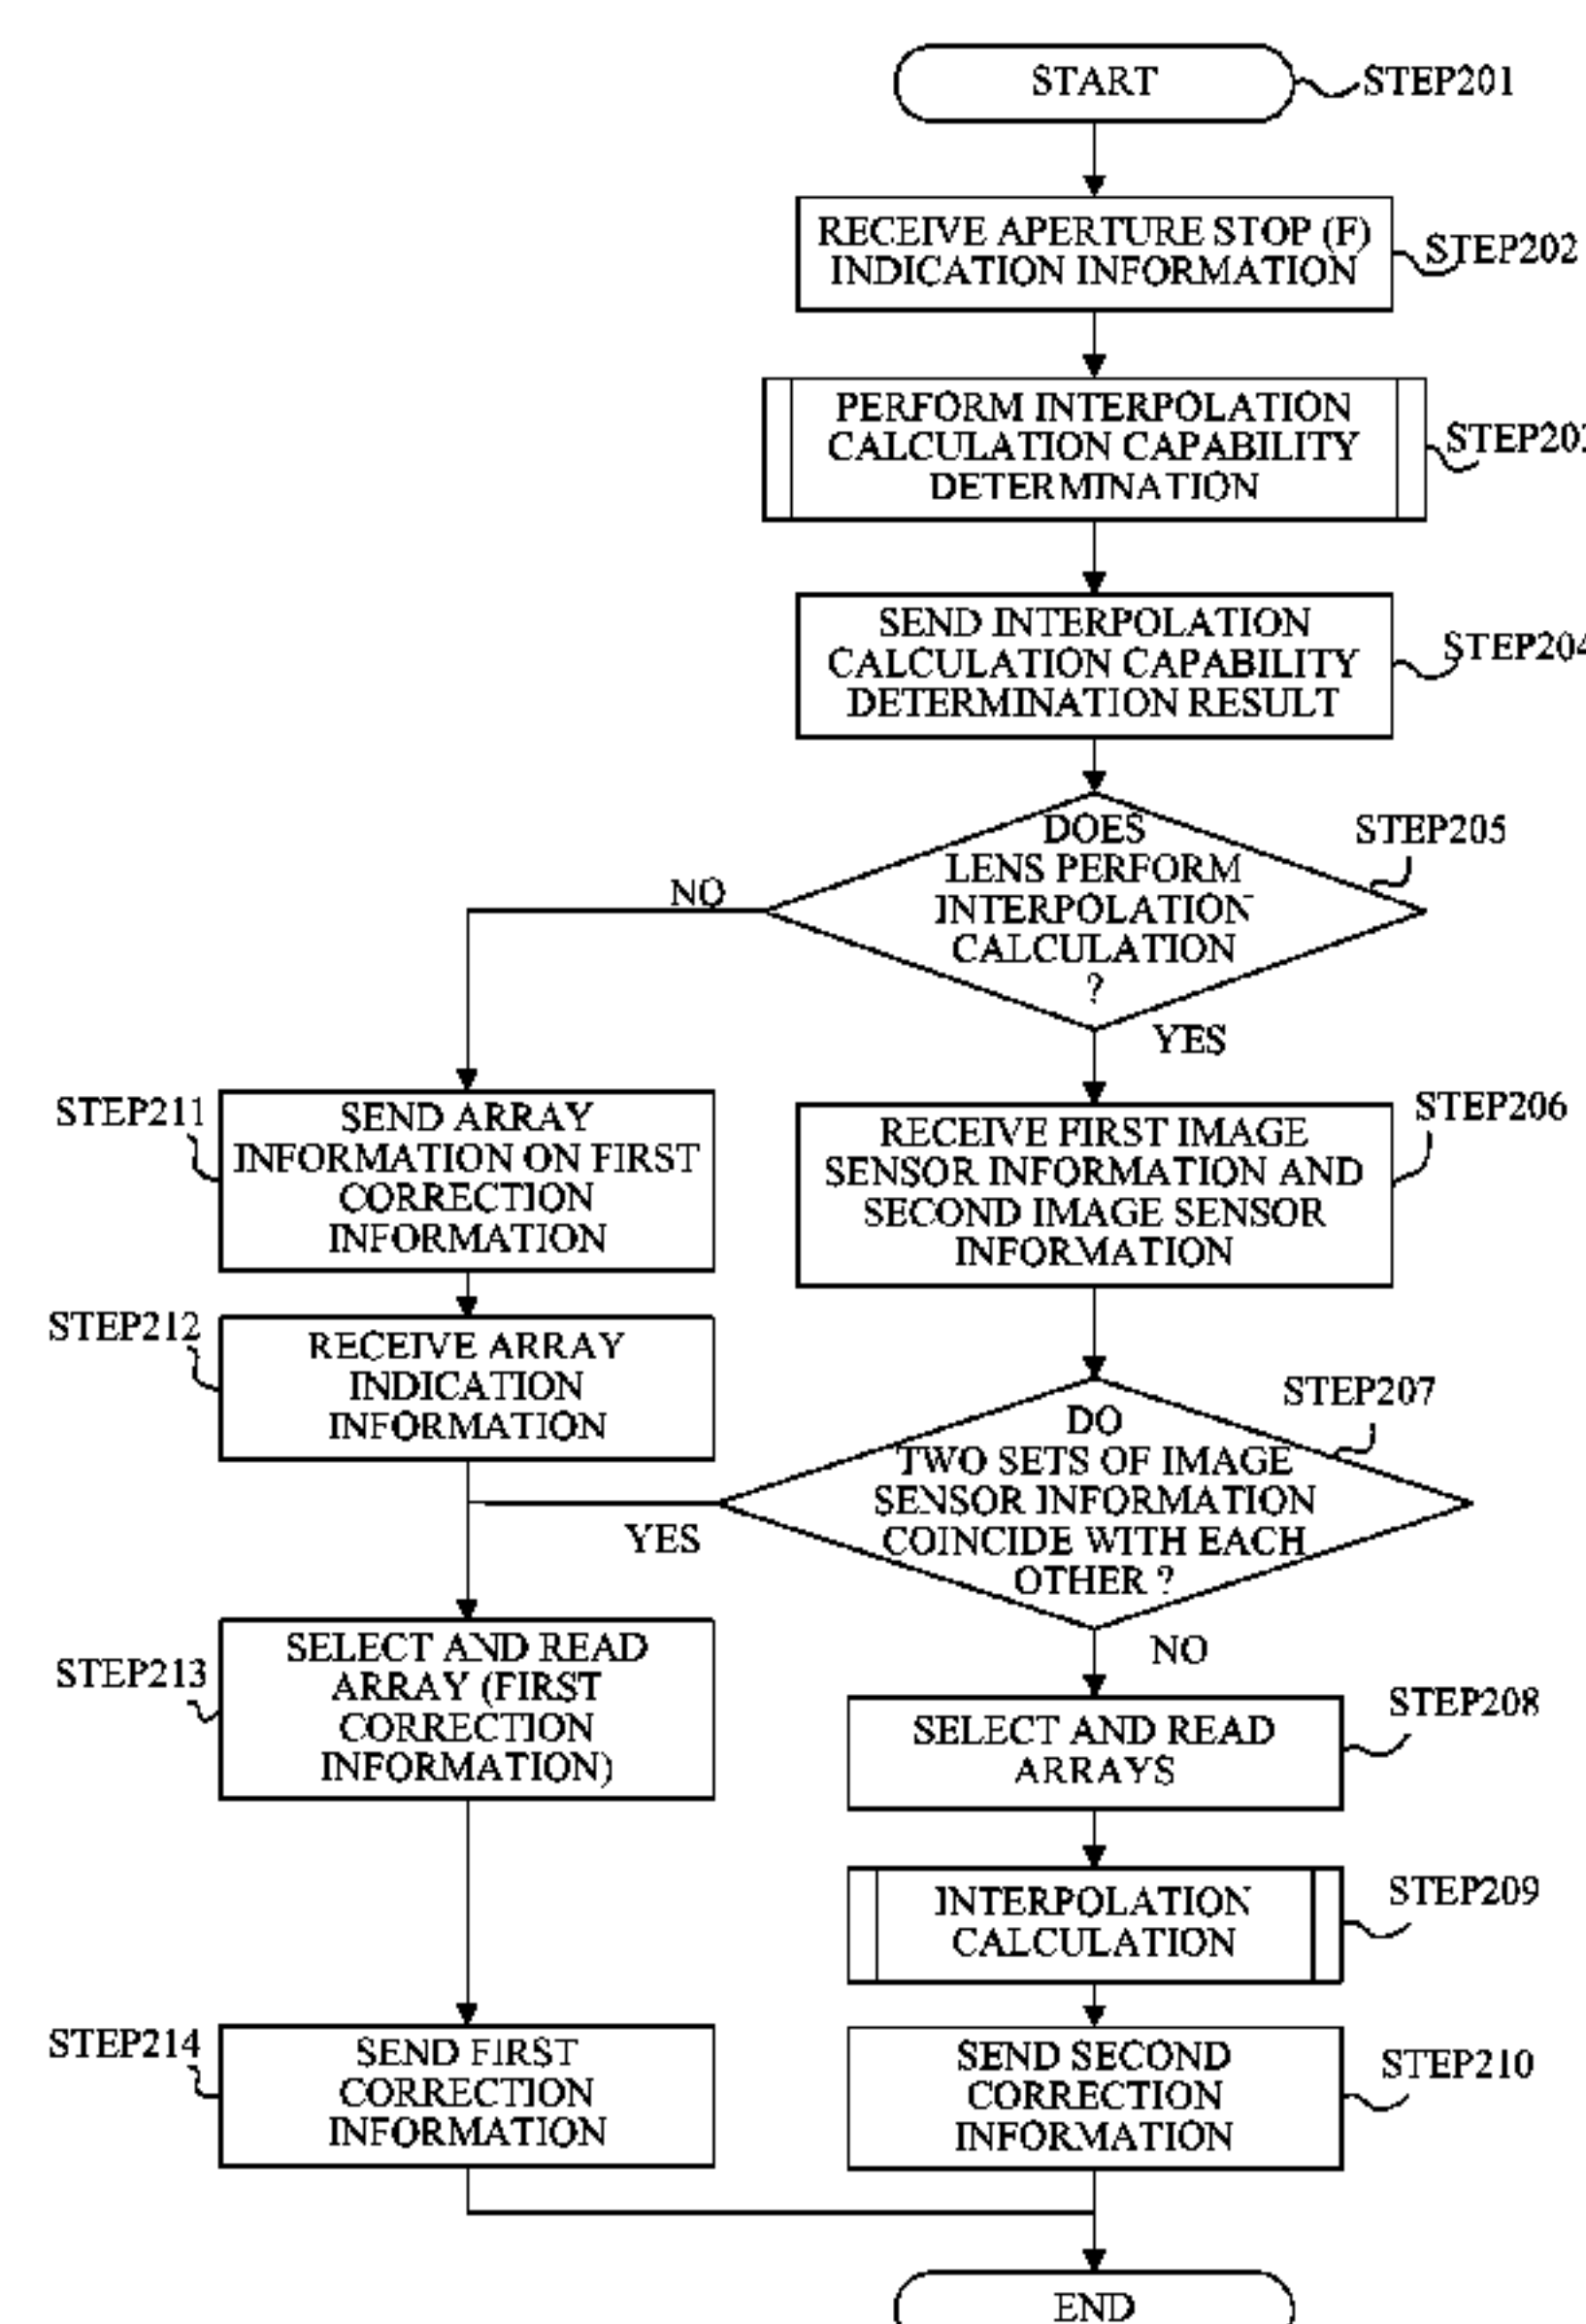 START
STEP201
RECEIVE APERTURE STOP (F)
INDICATION INFORMATION
STEP202
PERFORM INTERPOLATION
CALCULATION CAPABILITY
DETERMINATION
STEP203
SEND INTERPOLATION
CALCULATION CAPABILITY
DETERMINATION RESULT
STEP204
DOES
LENS PERFORM
INTERPOLATION
CALCULATION
?
STEP205
NO
YES
STEP211
SEND ARRAY
INFORMATION ON FIRST
CORRECTION
INFORMATION
RECEIVE FIRST IMAGE
SENSOR INFORMATION AND
SECOND IMAGE SENSOR
INFORMATION
STEP206
STEP212
RECEIVE ARRAY
INDICATION
INFORMATION
DO
TWO SETS OF IMAGE
SENSOR INFORMATION
COINCIDE WITH EACH
OTHER ?
STEP207
YES
NO
STEP213
SELECT AND READ
ARRAY (FIRST
CORRECTION
INFORMATION)
SELECT AND READ
ARRAYS
STEP208
INTERPOLATION
CALCULATION
STEP209
STEP214
SEND FIRST
CORRECTION
INFORMATION
SEND SECOND
CORRECTION
INFORMATION
STEP210
END